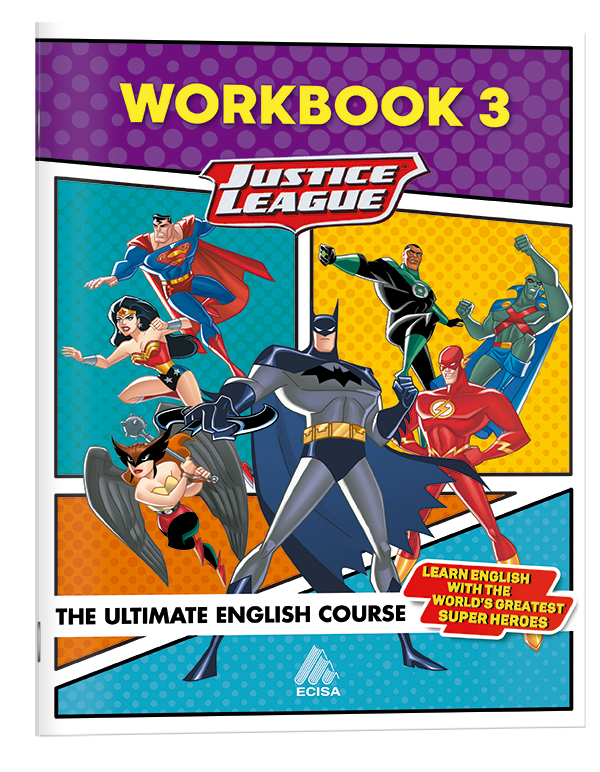 WORKBOOK 3
JUSTICE
LEAGUE
THE ULTIMATE ENGLISH COURSE
LEARN ENGLISH
WITH THE
WORLD'S GREATEST
SUPER HEROES
ECISA